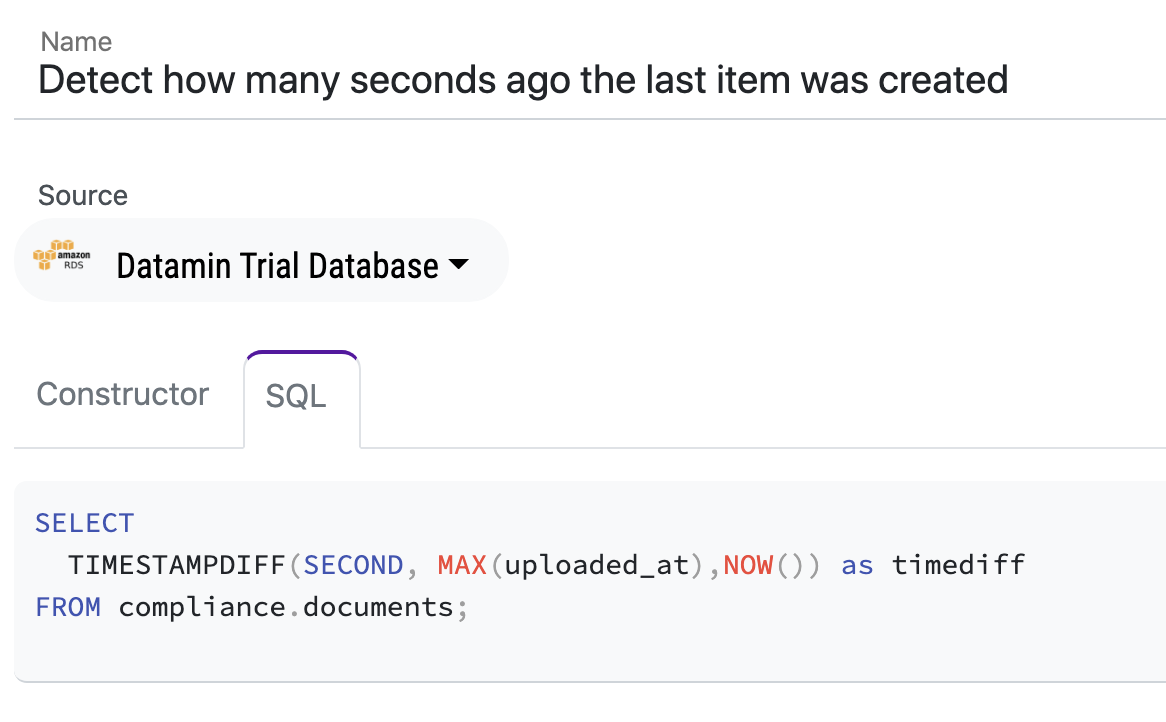 Name
Detect how many seconds ago the last item was created
Source
amazon
RDS
Datamin Trial Database
Constructor
SQL
SELECT
TIMESTAMPDIFF(SECOND, MAX(uploaded_at),NOW()) as timediff
FROM compliance.documents;